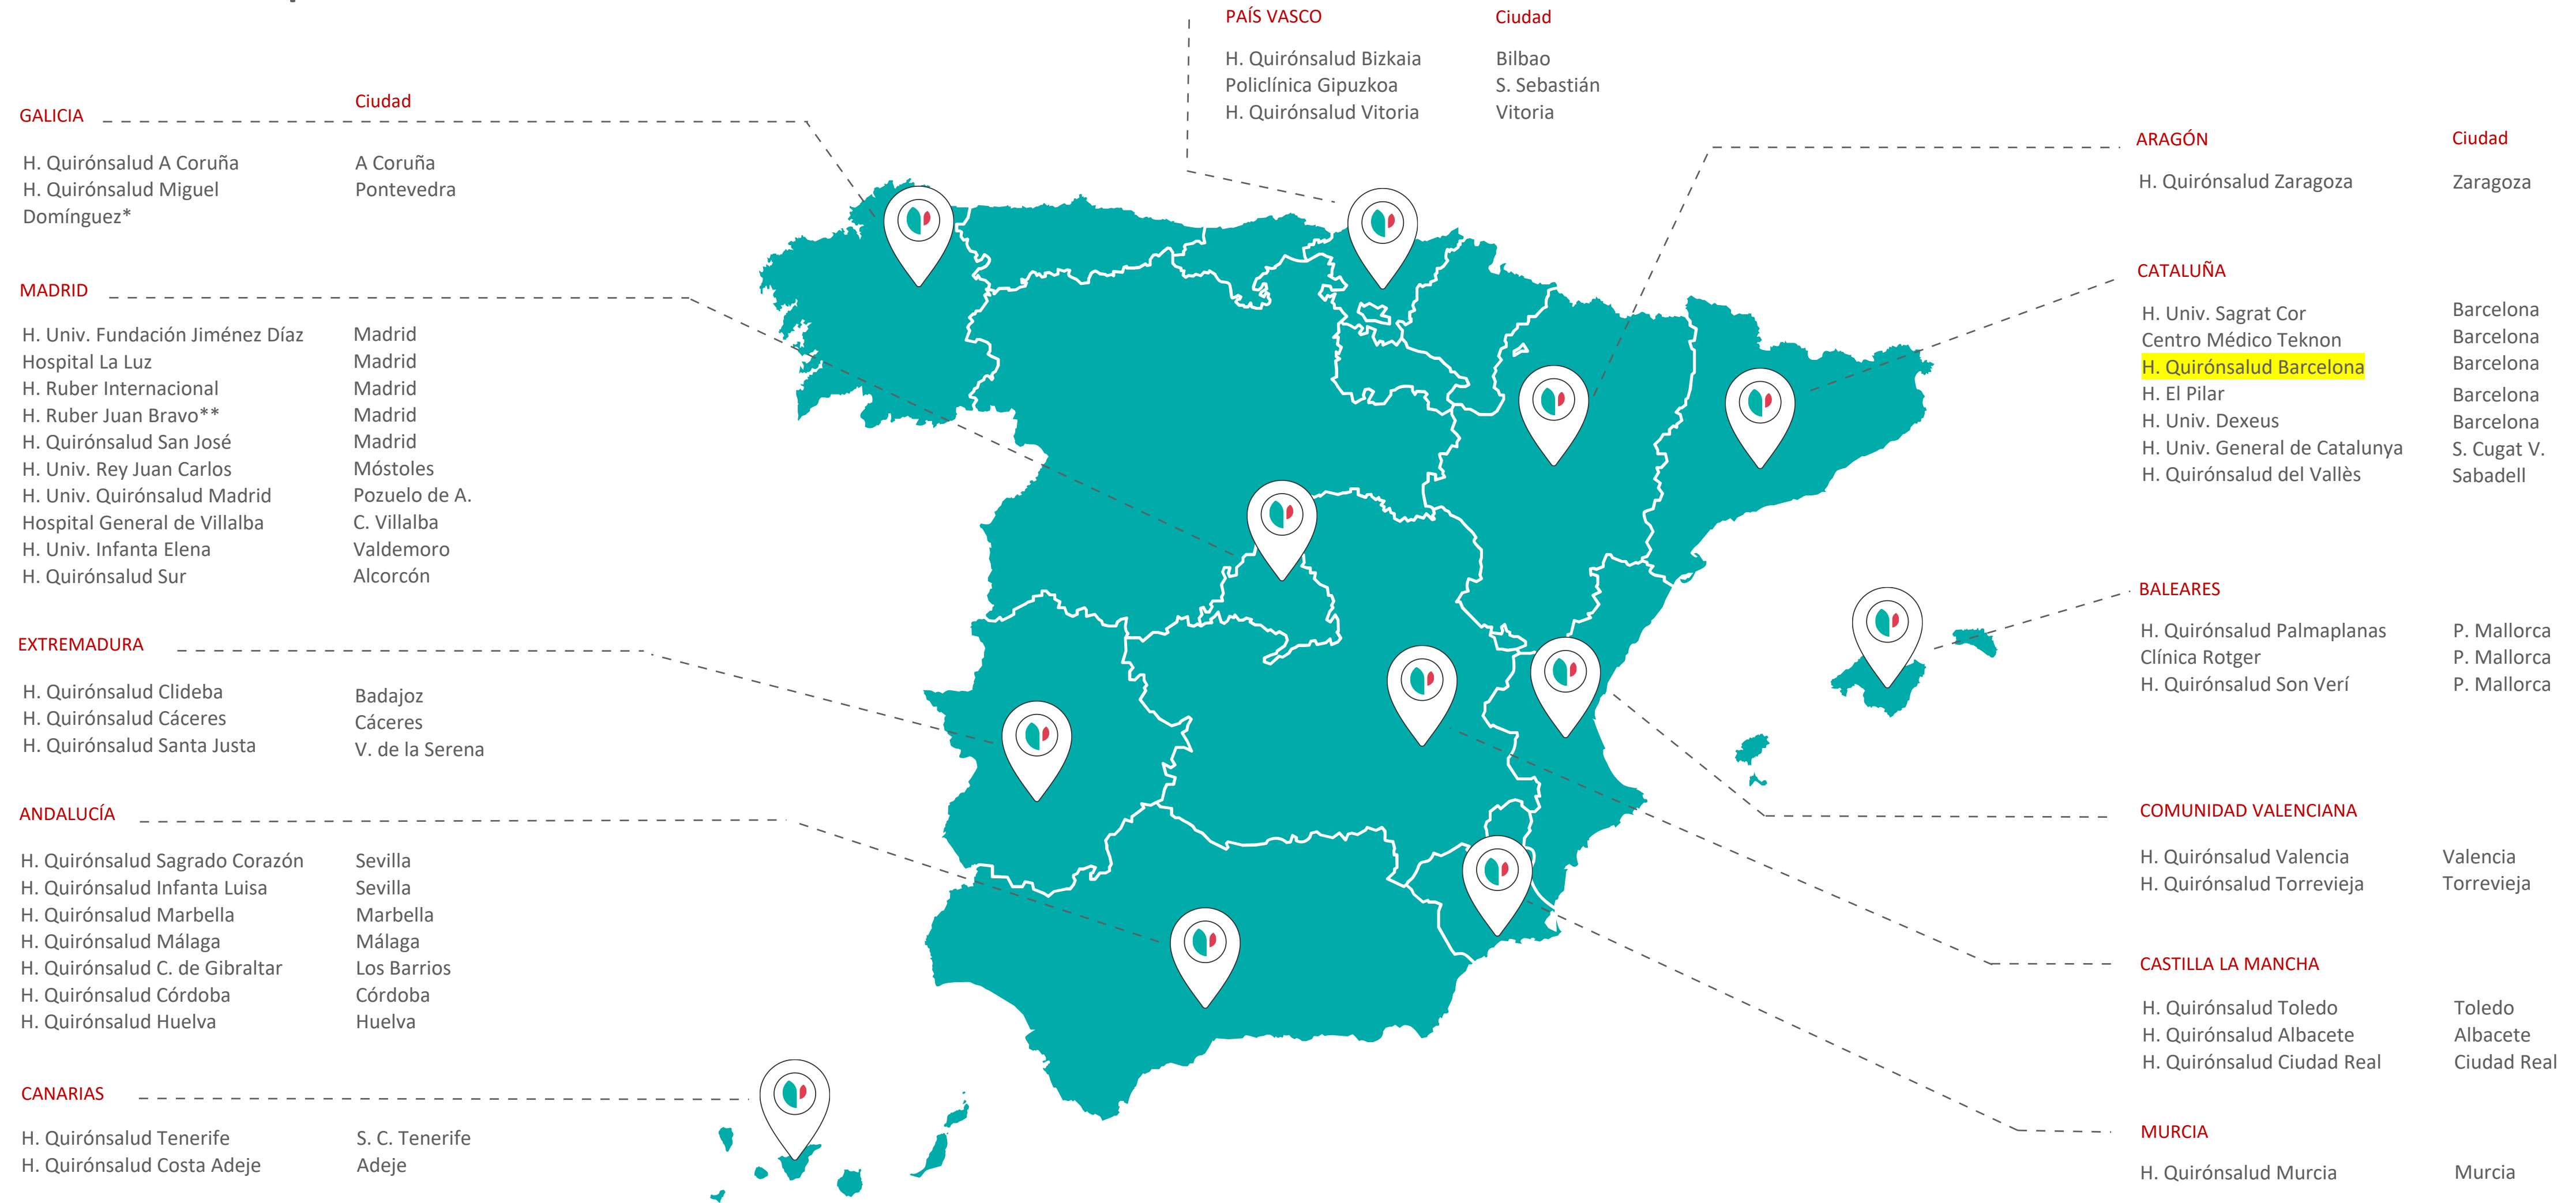 PAÍS VASCO Ciudad
H. Quirónsalud Bizkaia Bilbao
Policlínica Gipuzkoa S. Sebastián
H. Quirónsalud Vitoria Vitoria
GALICIA Ciudad
H. Quirónsalud A Coruña A Coruña
H. Quirónsalud Miguel Pontevedra
Domínguez*
MADRID
H. Univ. Fundación Jiménez Díaz Madrid
Hospital La Luz Madrid
H. Ruber Internacional Madrid
H. Ruber Juan Bravo** Madrid
H. Quirónsalud San José Madrid
H. Univ. Rey Juan Carlos Móstoles
H. Univ. Quirónsalud Madrid Pozuelo de A.
Hospital General de Villalba C. Villalba
H. Univ. Infanta Elena Valdemoro
H. Quirónsalud Sur Alcorcón
EXTREMADURA
H. Quirónsalud Clideba Badajoz
H. Quirónsalud Cáceres Cáceres
H. Quirónsalud Santa Justa V. de la Serena
ANDALUCÍA
H. Quirónsalud Sagrado Corazón Sevilla
H. Quirónsalud Infanta Luisa Sevilla
H. Quirónsalud Marbella Marbella
H. Quirónsalud Málaga Málaga
H. Quirónsalud C. de Gibraltar Los Barrios
H. Quirónsalud Córdoba Córdoba
H. Quirónsalud Huelva Huelva
CANARIAS
H. Quirónsalud Tenerife S. C. Tenerife
H. Quirónsalud Costa Adeje Adeje
ARAGÓN Ciudad
H. Quirónsalud Zaragoza Zaragoza
CATALUÑA
H. Univ. Sagrat Cor Barcelona
Centro Médico Teknon Barcelona
H. Quirónsalud Barcelona Barcelona
H. El Pilar Barcelona
H. Univ. Dexeus Barcelona
H. Univ. General de Catalunya S. Cugat V.
H. Quirónsalud del Vallès Sabadell
BALEARES
H. Quirónsalud Palmaplanas P. Mallorca
Clínica Rotger P. Mallorca
H. Quirónsalud Son Verí P. Mallorca
COMUNIDAD VALENCIANA
H. Quirónsalud Valencia Valencia
H. Quirónsalud Torrevieja Torrevieja
CASTILLA LA MANCHA
H. Quirónsalud Toledo Toledo
H. Quirónsalud Albacete Albacete
H. Quirónsalud Ciudad Real Ciudad Real
MURCIA
H. Quirónsalud Murcia Murcia